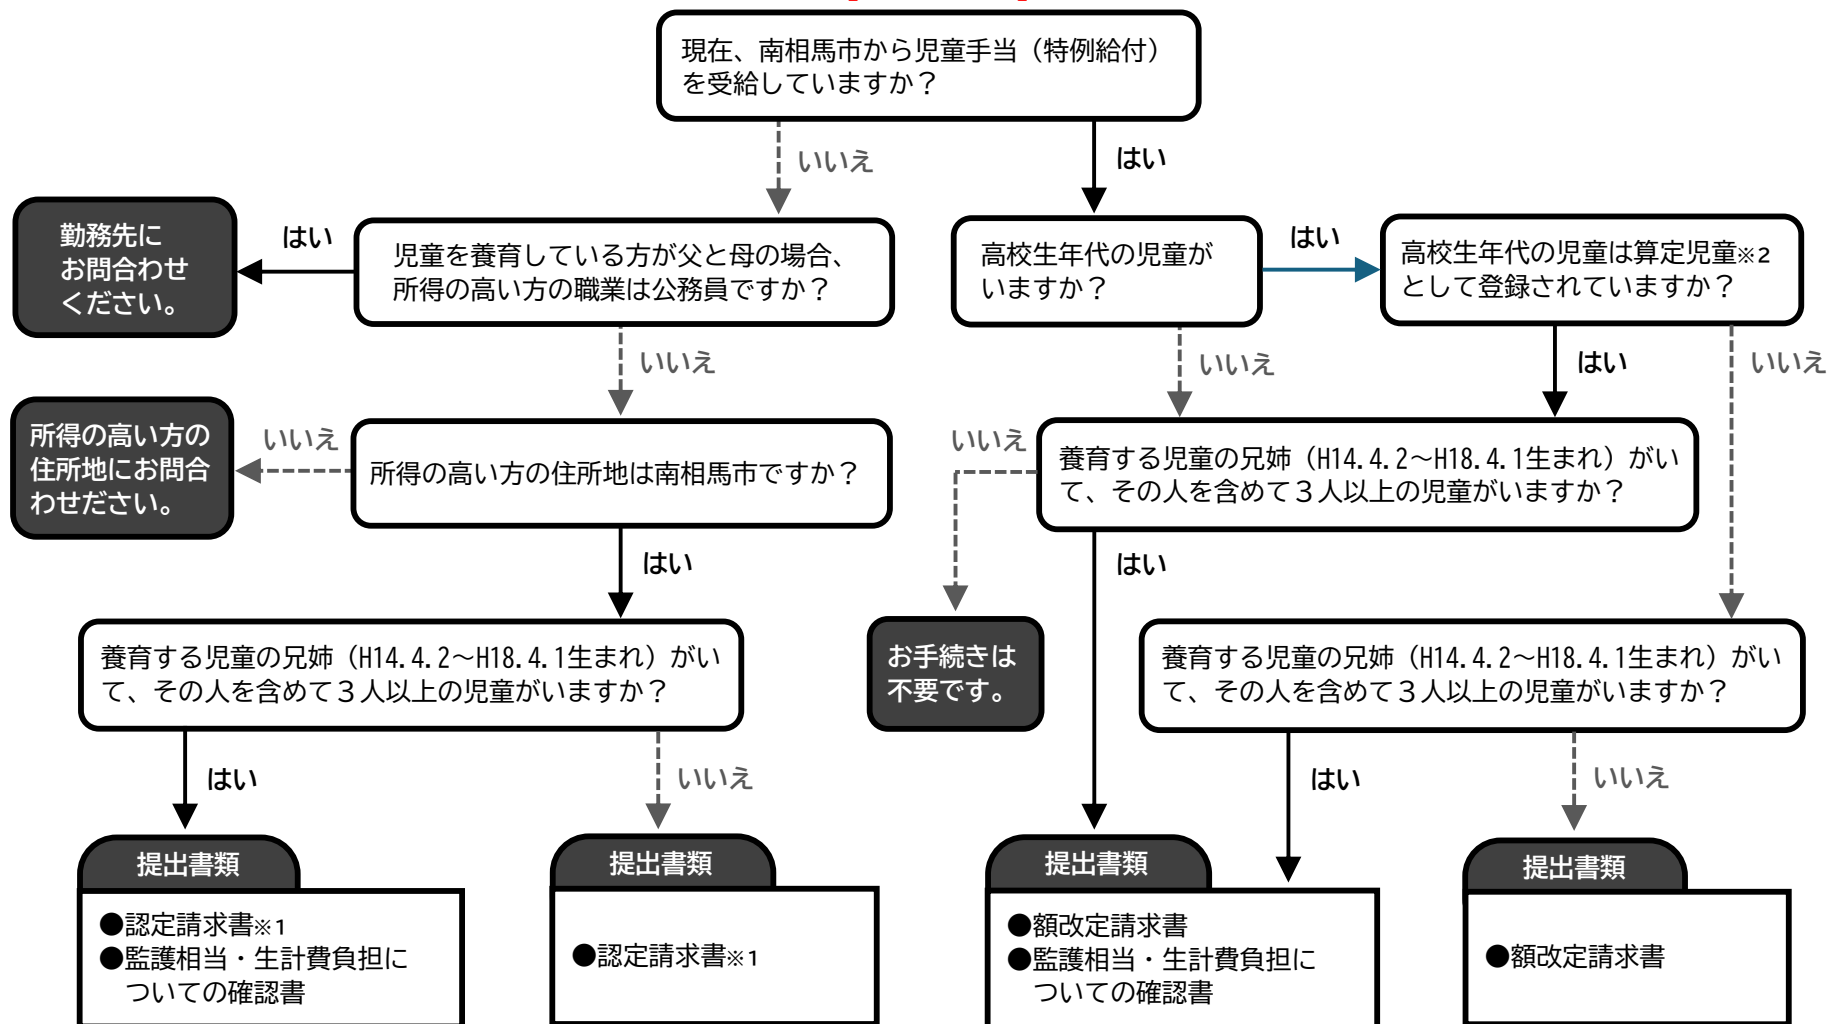 現在、南相馬市から児童手当（特例給付）
を受給していますか？
いいえ
はい
勤務先に
お問合わせ
ください。
はい
児童を養育している方が父と母の場合、
所得の高い方の職業は公務員ですか？
高校生年代の児童が
いますか？
はい
高校生年代の児童は算定児童※2
として登録されていますか？
いいえ
いいえ
はい
いいえ
所得の高い方の
住所地にお問合
わせださい。
いいえ
所得の高い方の住所地は南相馬市ですか？
いいえ
養育する児童の兄姉（H14.4.2～H18.4.1生まれ）がい
て、その人を含めて３人以上の児童がいますか？
はい
はい
養育する児童の兄姉（H14.4.2～H18.4.1生まれ）がい
て、その人を含めて３人以上の児童がいますか？
お手続きは
不要です。
養育する児童の兄姉（H14.4.2～H18.4.1生まれ）がい
て、その人を含めて３人以上の児童がいますか？
はい
いいえ
はい
いいえ
提出書類
●認定請求書※1
●監護相当・生計費負担に
ついての確認書
提出書類
●認定請求書※1
提出書類
●額改定請求書
●監護相当・生計費負担に
ついての確認書
提出書類
●額改定請求書